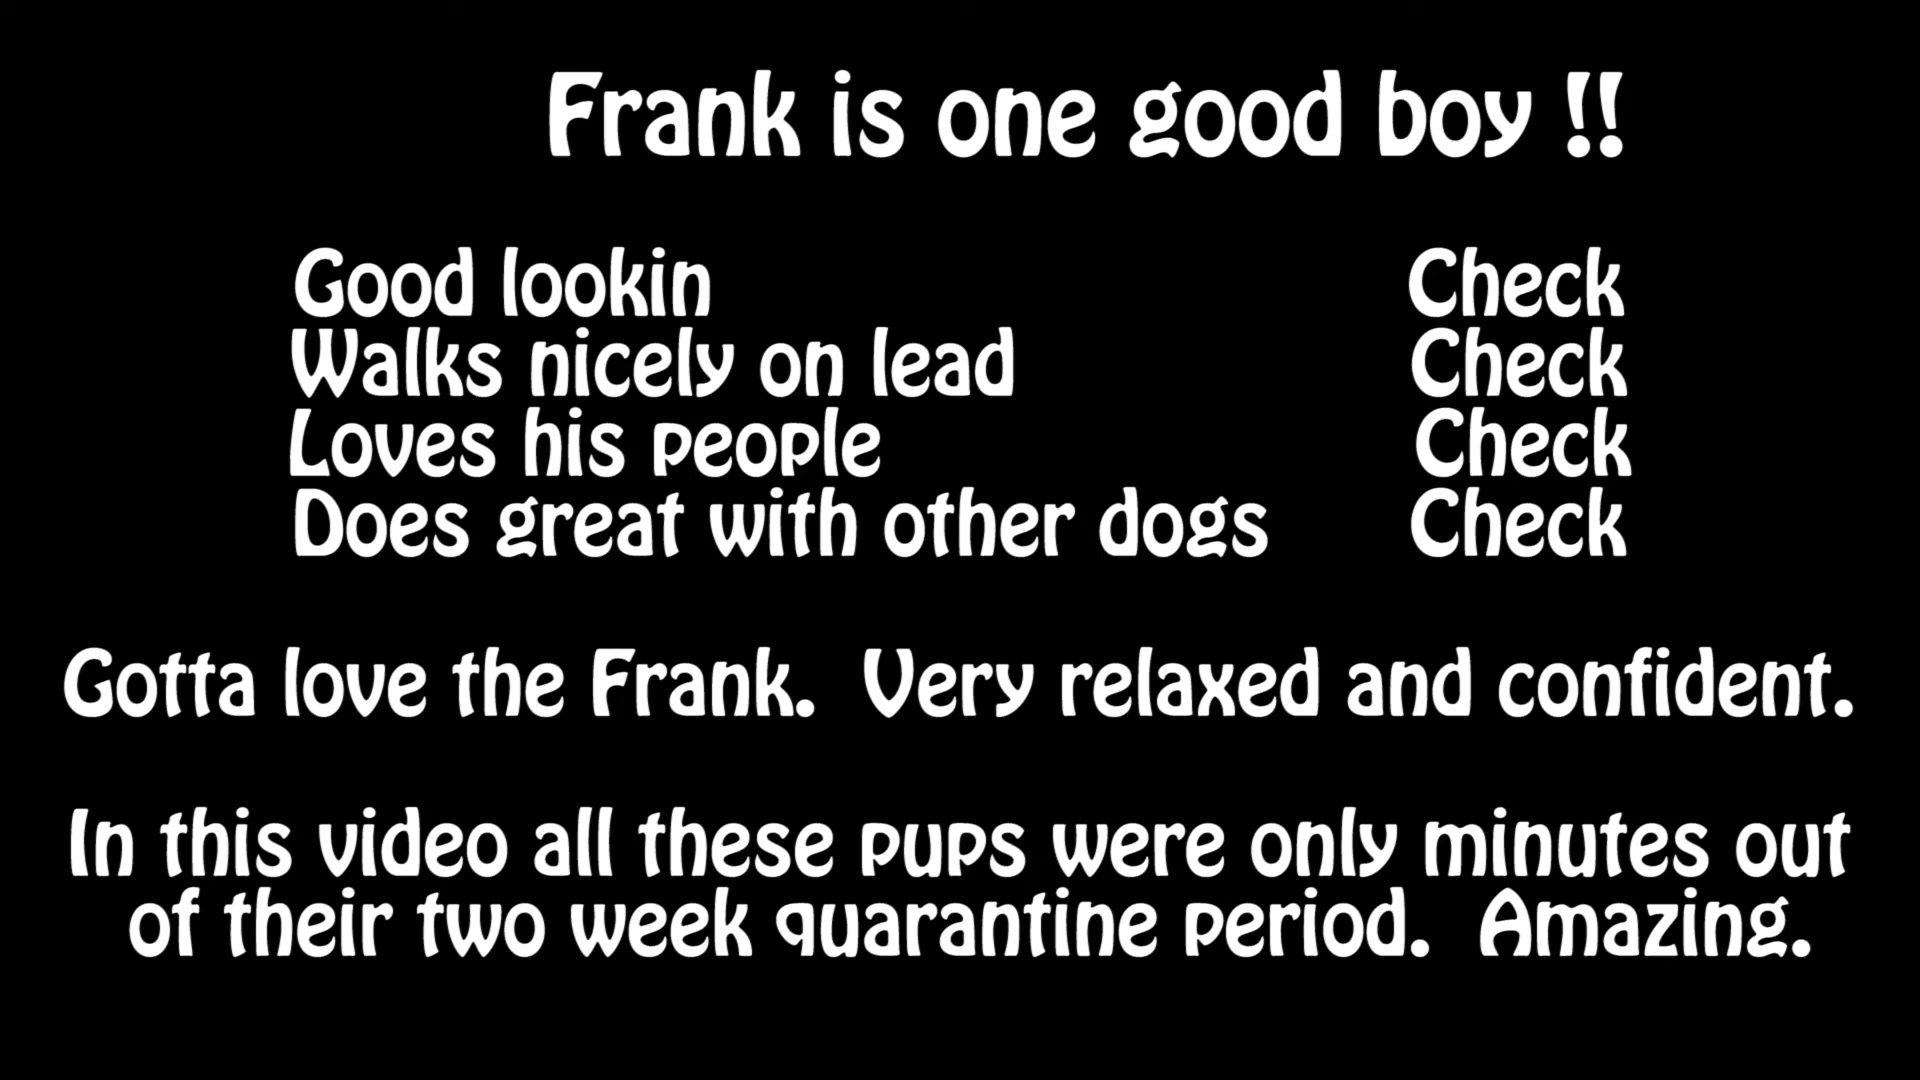 Frank is one good boy !!
Good lookin Check
Walks nicely on lead Check
Loves his people Check
Does great with other dogs Check
Gotta love the Frank. Very relaxed and confident.
In this video all these pups were only minutes out
of their two week quarantine period. Amazing.